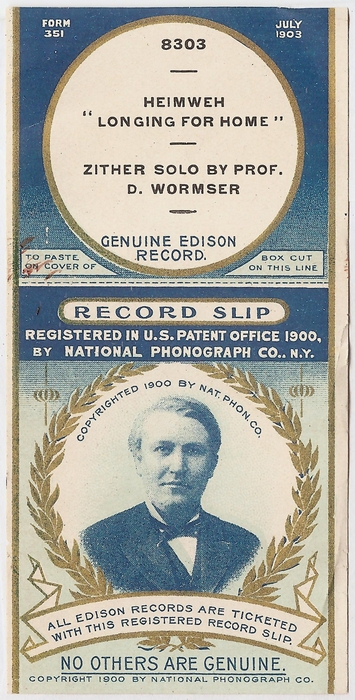 FORM 351
JULY 1903
8303
HEIMWEH
"LONGING FOR HOME"
ZITHER SOLO BY PROF.
D. WORMSER
GENUINE EDISON
RECORD.
TO PASTE ON COVER OF
BOX CUT ON THIS LINE
RECORD SLIP
REGISTERED IN U.S. PATENT OFFICE 1900,
BY NATIONAL PHONOGRAPH CO., N.Y.
COPYRIGHTED 1900 BY NAT. PHON. CO.
ALL EDISON RECORDS ARE TICKETED
WITH THIS REGISTERED RECORD SLIP.
NO OTHERS ARE GENUINE.
COPYRIGHT 1900 BY NATIONAL PHONOGRAPH CO.